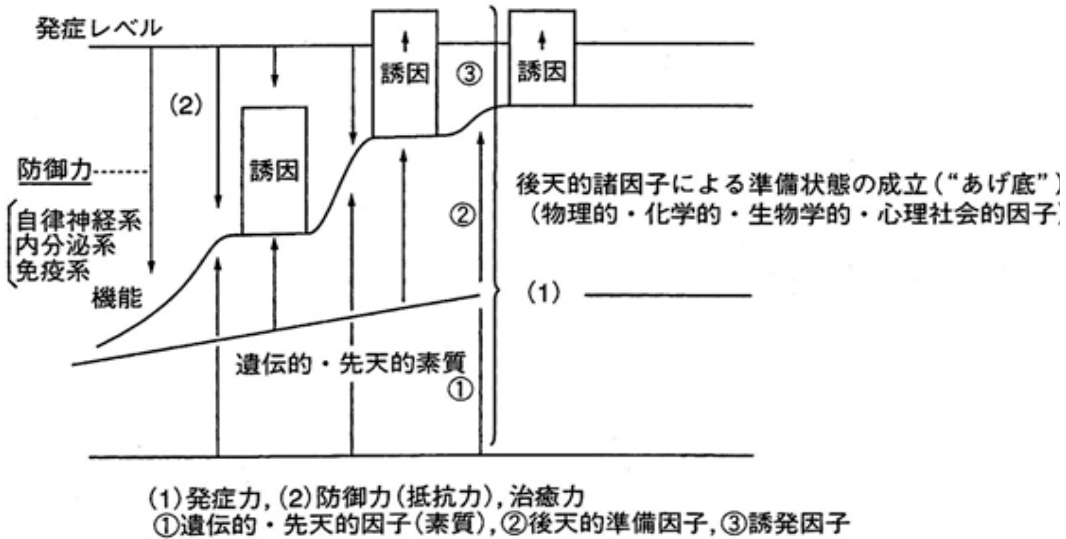 発症レベル
誘因
③
誘因
(2)
防御力
誘因
自律神経系
内分泌系
免疫系
機能
②
後天的諸因子による準備状態の成立(“あげ底”)
(物理的・化学的・生物学的・心理社会的因子)
(1)
遺伝的・先天的素質
①
(1)発症力, (2)防御力(抵抗力), 治癒力
①遺伝的・先天的因子(素質), ②後天的準備因子, ③誘発因子